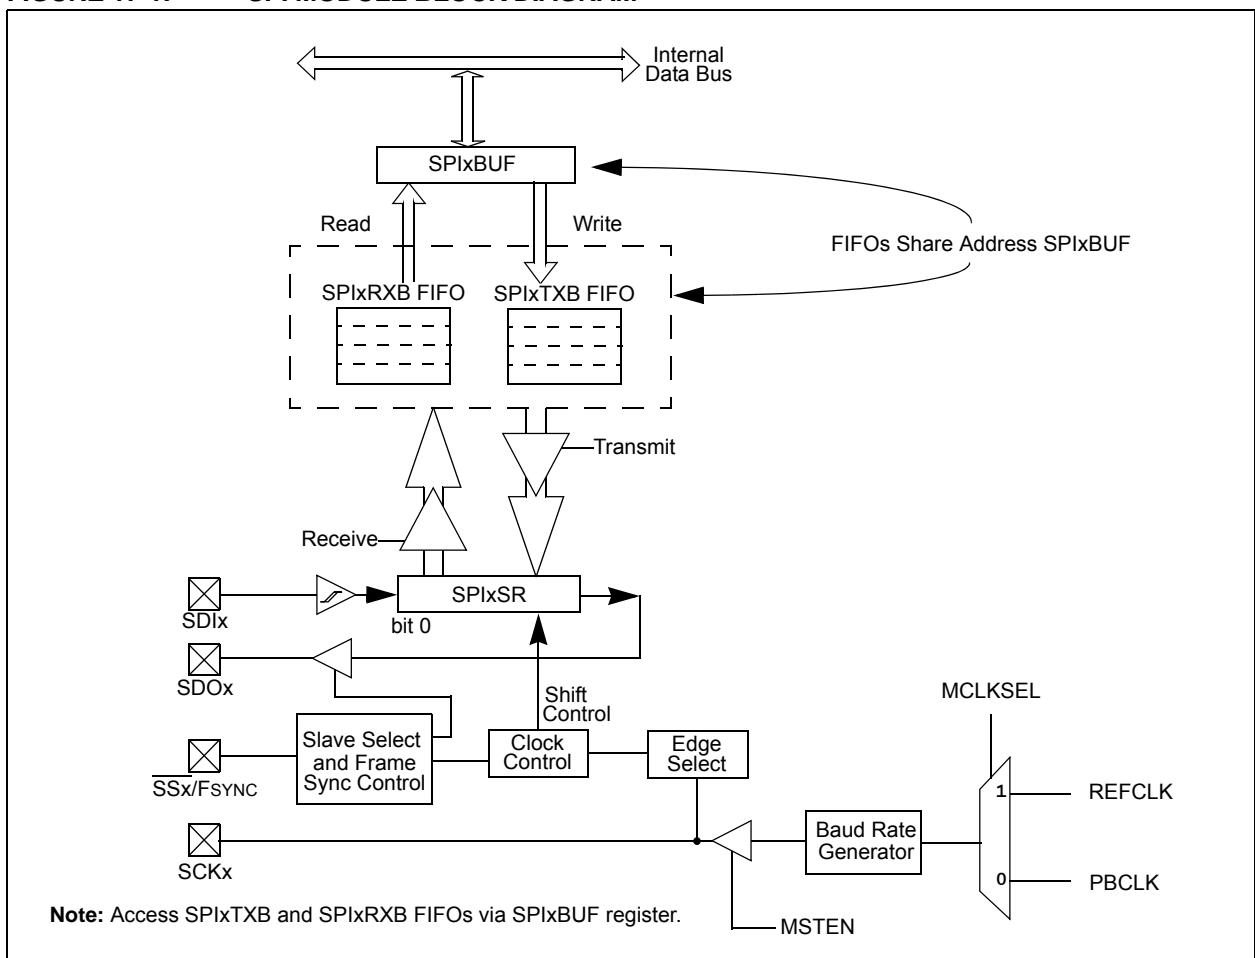 Internal
Data Bus
SPIxBUF
Read
Write
FIFOs Share Address SPIxBUF
SPIxRXB FIFO
SPIxTXB FIFO
Transmit
Receive
SPIxSR
SDIx
bit 0
SDOx
Shift
Control
MCLKSEL
Slave Select
and Frame
Sync Control
Clock
Control
Edge
Select
SSx/FSYNC
1
REFCLK
Baud Rate
Generator
SCKx
0
PBCLK
Note: Access SPIxTXB and SPIxRXB FIFOs via SPIxBUF register.
MSTEN